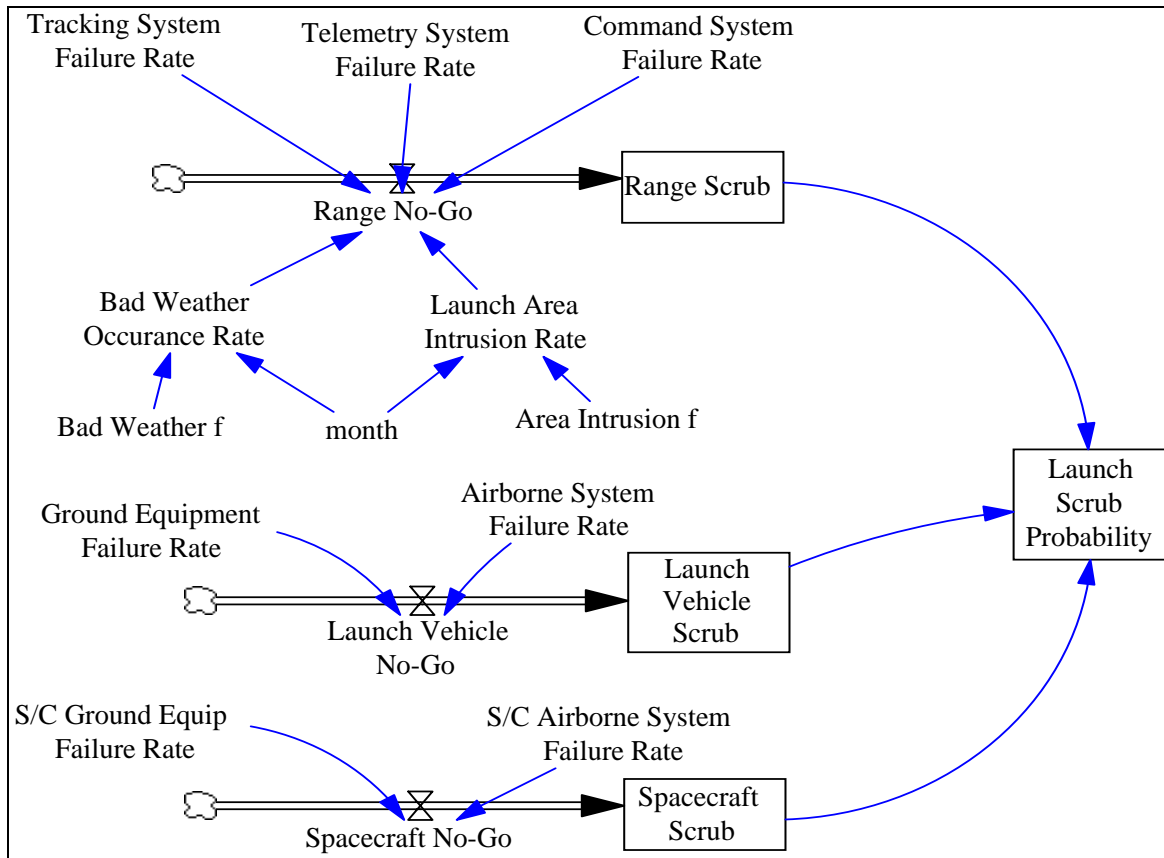 Tracking System
Failure Rate
Telemetry System
Failure Rate
Command System
Failure Rate
Range Scrub
Range No-Go
Bad Weather
Occurance Rate
Launch Area
Intrusion Rate
Bad Weather f
month
Area Intrusion f
Launch
Scrub
Probability
Ground Equipment
Failure Rate
Airborne System
Failure Rate
Launch
Vehicle
Scrub
Launch Vehicle
No-Go
S/C Ground Equip
Failure Rate
S/C Airborne System
Failure Rate
Spacecraft
Scrub
Spacecraft No-Go